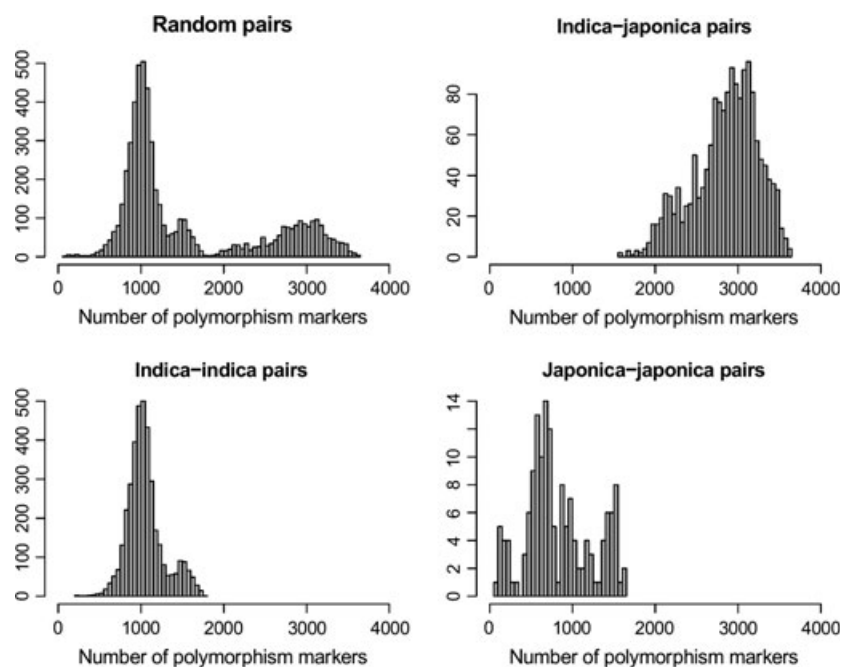 Random pairs
500
400
300
200
100
0
0 1000 2000 3000 4000
Number of polymorphism markers
Indica-japonica pairs
80
60
40
20
0
0 1000 2000 3000 4000
Number of polymorphism markers
Indica-indica pairs
500
400
300
200
100
0
0 1000 2000 3000 4000
Number of polymorphism markers
Japonica-japonica pairs
14
10
8
6
4
2
0
0 1000 2000 3000 4000
Number of polymorphism markers